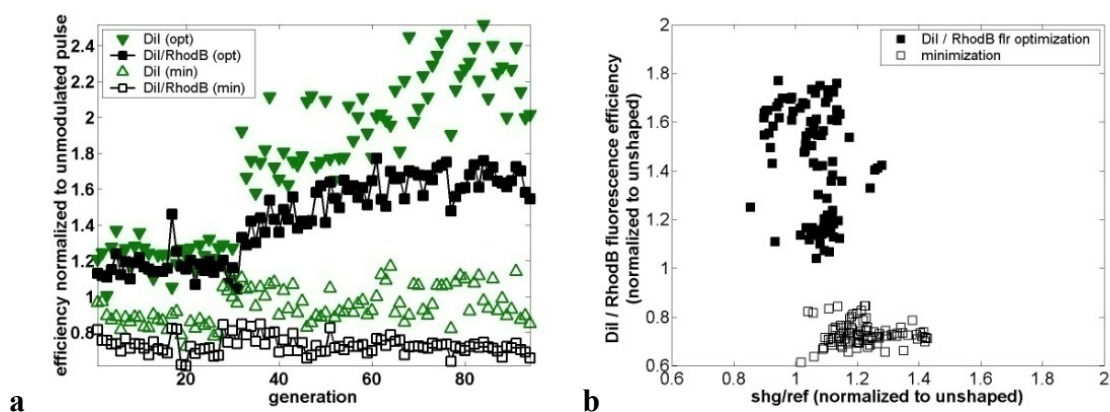 efficiency normalized to unmodulated pulse
2.4
2.2
2
1.8
1.6
1.4
1.2
1
0.8
DiI (opt)
DiI/RhodB (opt)
DiI (min)
DiI/RhodB (min)
20
40
60
80
generation
a
DiI / RhodB fluorescence efficiency
(normalized to unshaped)
2
1.8
1.6
1.4
1.2
1
0.8
0.6
DiI / RhodB flr optimization
minimization
0.6
0.8
1
1.2
1.4
1.6
1.8
2
shg/ref (normalized to unshaped)
b